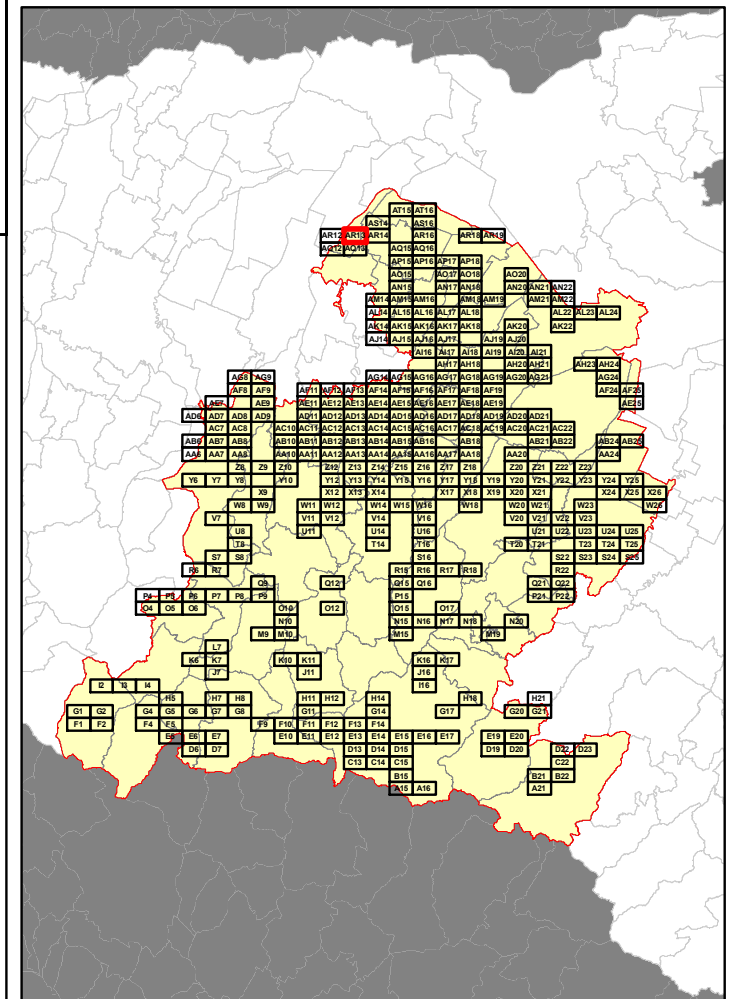 AT15 AT16
AS14 AS16
AR12 AR13 AR14 AR16 AR18 AR19
AQ12 AQ13 AQ15 AQ16
AP15 AP16 AP17 AP18
AO15 AO17 AO18 AO20
AN15 AN17 AN18 AN20 AN21 AN22
AM14 AM15 AM16 AM18 AM19 AM21 AM22
AL14 AL15 AL16 AL17 AL18 AL22 AL23 AL24
AK14 AK15 AK16 AK17 AK18 AK20 AK22
AJ14 AJ15 AJ16 AJ17 AJ19 AJ20
AI16 AI17 AI18 AI19 AI20 AI21
AH17 AH18 AH20 AH21 AH23 AH24
AG8 AG9 AG14 AG15 AG16 AG17 AG18 AG19 AG20 AG21 AG24
AF8 AF9 AF11 AF12 AF13 AF14 AF15 AF16 AF17 AF18 AF19 AF24 AF25
AE7 AE9 AE11 AE12 AE13 AE14 AE15 AE16 AE17 AE18 AE19 AE25
AD6 AD7 AD8 AD9 AD11 AD12 AD13 AD14 AD15 AD16 AD17 AD18 AD19 AD20 AD21
AC7 AC8 AC10 AC11 AC12 AC13 AC14 AC15 AC16 AC17 AC18 AC19 AC20 AC21 AC22
AB6 AB7 AB8 AB10 AB11 AB12 AB13 AB14 AB15 AB16 AB18 AB21 AB22 AB24 AB25
AA6 AA7 AA8 AA10 AA11 AA12 AA13 AA14 AA15 AA16 AA17 AA18 AA20 AA24
Z8 Z9 Z10 Z12 Z13 Z14 Z15 Z16 Z17 Z18 Z20 Z21 Z22 Z23
Y6 Y7 Y8 Y10 Y12 Y13 Y14 Y15 Y16 Y17 Y18 Y19 Y20 Y21 Y22 Y23 Y24 Y25
X9 X12 X13 X14 X17 X18 X19 X20 X21 X24 X25 X26
W8 W9 W11 W12 W14 W15 W16 W18 W20 W21 W23 W26
V7 V11 V12 V14 V16 V20 V21 V22 V23
U8 U11 U14 U16 U21 U22 U23 U24 U25
T8 T14 T16 T20 T21 T23 T24 T25
S7 S8 S16 S22 S23 S24 S25
R6 R7 R15 R16 R17 R18 R22
Q9 Q12 Q15 Q16 Q21 Q22
P4 P5 P6 P7 P8 P9 P15 P21 P22
O4 O5 O6 O10 O12 O15 O17
N10 N15 N16 N17 N18 N20
M9 M10 M15 M19
L7
K6 K7 K10 K11 K16 K17
J7 J11 J16
I2 I3 I4 I16
H5 H7 H8 H11 H12 H14 H18 H21
G1 G2 G4 G5 G6 G7 G8 G11 G17 G20 G21
F1 F2 F4 F5 F9 F10 F11 F12 F13 F14
E5 E6 E7 E10 E11 E12 E13 E14 E15 E16 E17 E19 E20
D6 D7 D13 D14 D15 D19 D20 D22 D23
C13 C14 C15 C22
B15 B21 B22
A15 A16 A21